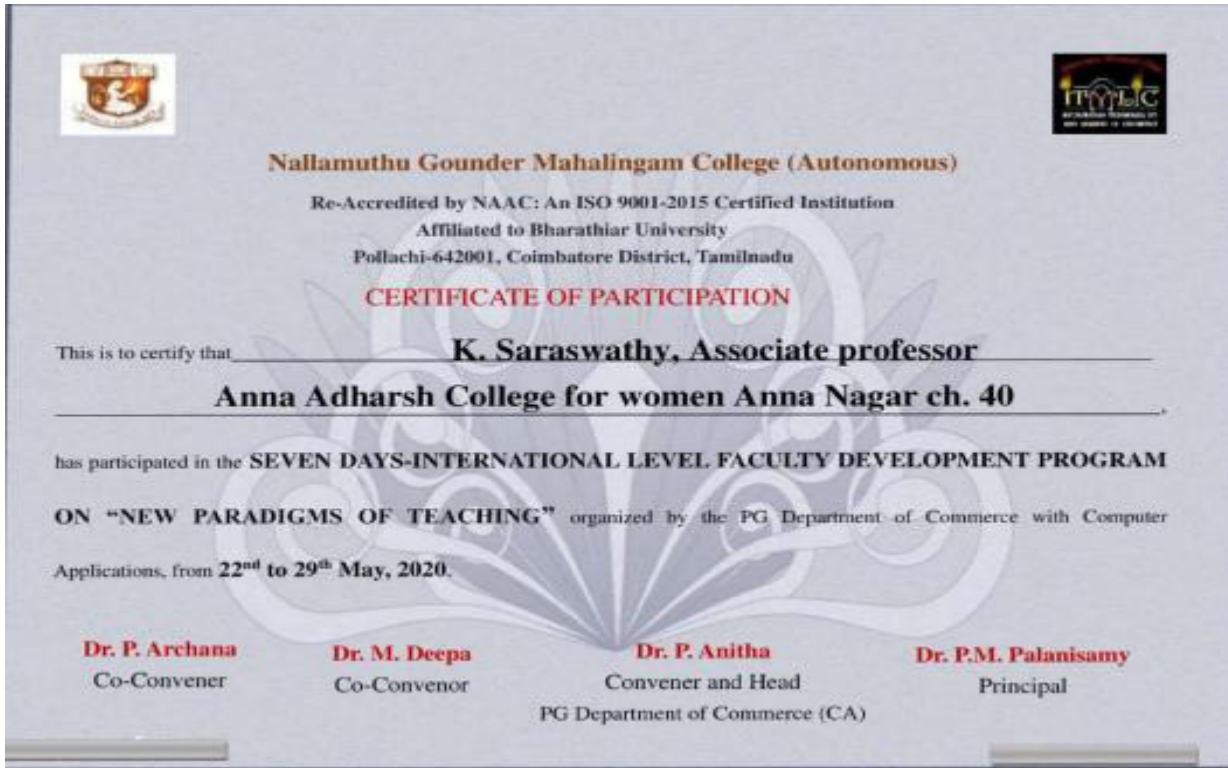 ITMLIC
Nallamuthu Gounder Mahalingam College (Autonomous)
Re-Accredited by NAAC: An ISO 9001-2015 Certified Institution
Affiliated to Bharathiar University
Pollachi-642001, Coimbatore District, Tamilnadu
CERTIFICATE OF PARTICIPATION
This is to certify that K. Saraswathy, Associate professor
Anna Adharsh College for women Anna Nagar ch. 40 ,
has participated in the SEVEN DAYS-INTERNATIONAL LEVEL FACULTY DEVELOPMENT PROGRAM
ON “NEW PARADIGMS OF TEACHING” organized by the PG Department of Commerce with Computer
Applications, from 22nd to 29th May, 2020.
Dr. P. Archana
Co-Convener
Dr. M. Deepa
Co-Convenor
Dr. P. Anitha
Convener and Head
PG Department of Commerce (CA)
Dr. P.M. Palanisamy
Principal